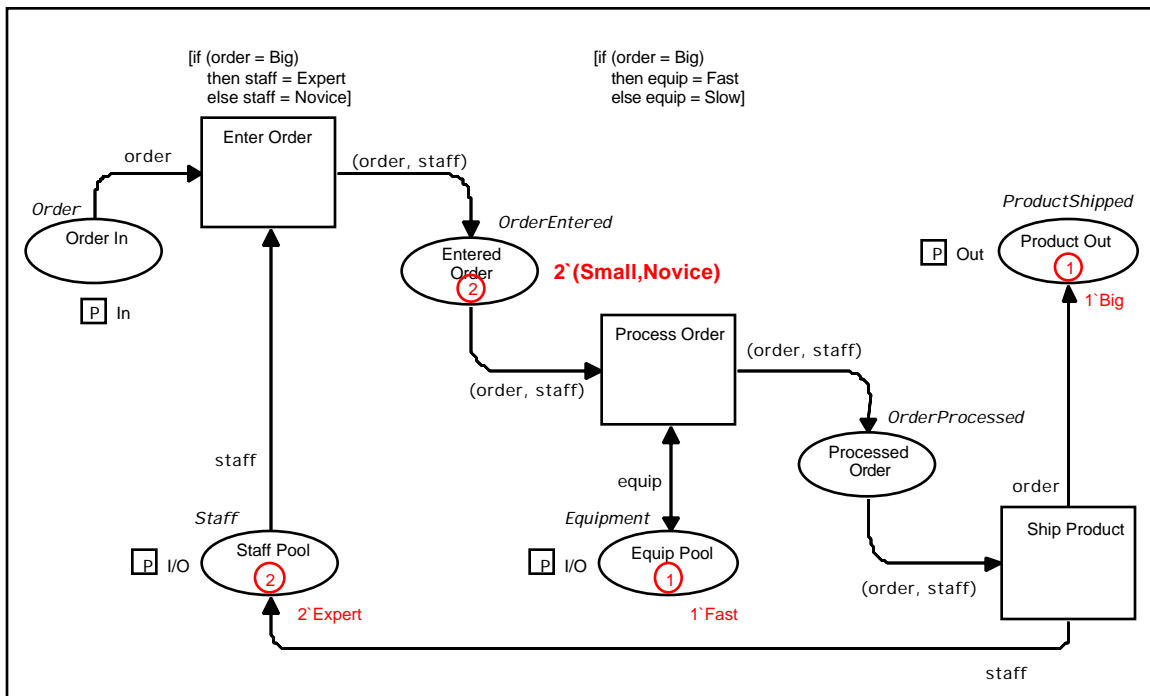 [if (order = Big)
then staff = Expert
else staff = Novice]
[if (order = Big)
then equip = Fast
else equip = Slow]
Enter Order
order
(order, staff)
Order
Order In
P In
OrderEntered
Entered
Order
2
2`(Small,Novice)
ProductShipped
Product Out
1
P Out
1`Big
Process Order
(order, staff)
(order, staff)
OrderProcessed
Processed
Order
staff
equip
order
Staff
Staff Pool
2
P I/O
2`Expert
Equipment
Equip Pool
1
P I/O
1`Fast
Ship Product
(order, staff)
staff